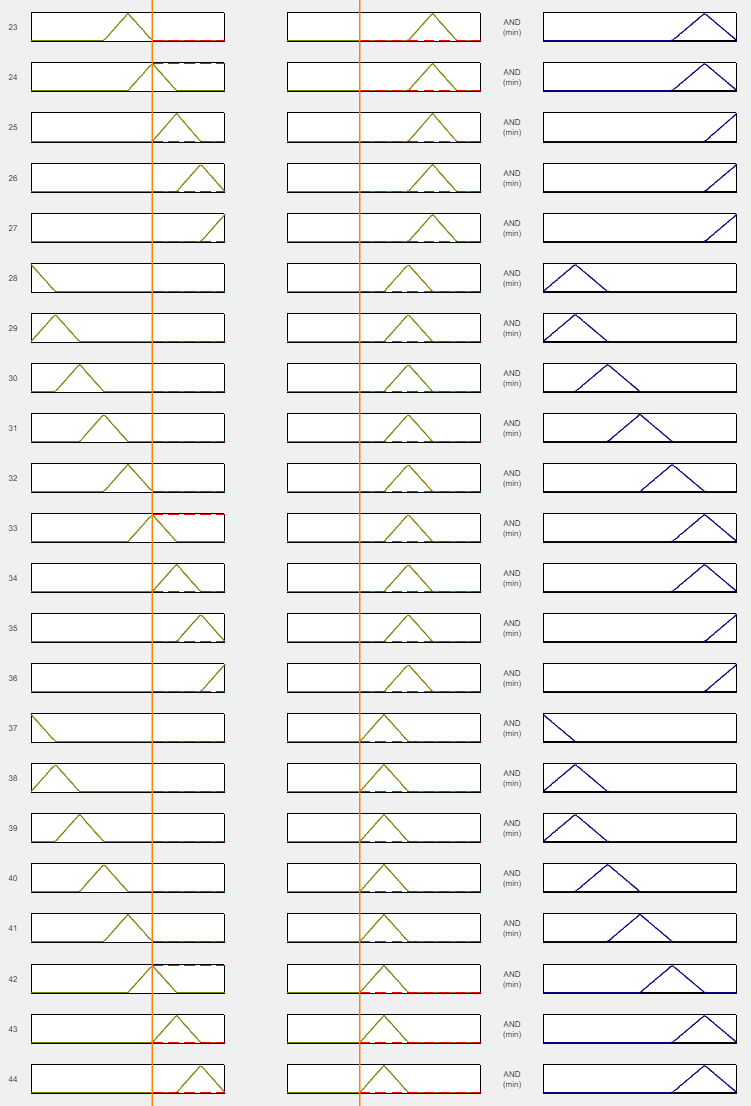 23 AND
(min)
24 AND
(min)
25 AND
(min)
26 AND
(min)
27 AND
(min)
28 AND
(min)
29 AND
(min)
30 AND
(min)
31 AND
(min)
32 AND
(min)
33 AND
(min)
34 AND
(min)
35 AND
(min)
36 AND
(min)
37 AND
(min)
38 AND
(min)
39 AND
(min)
40 AND
(min)
41 AND
(min)
42 AND
(min)
43 AND
(min)
44 AND
(min)